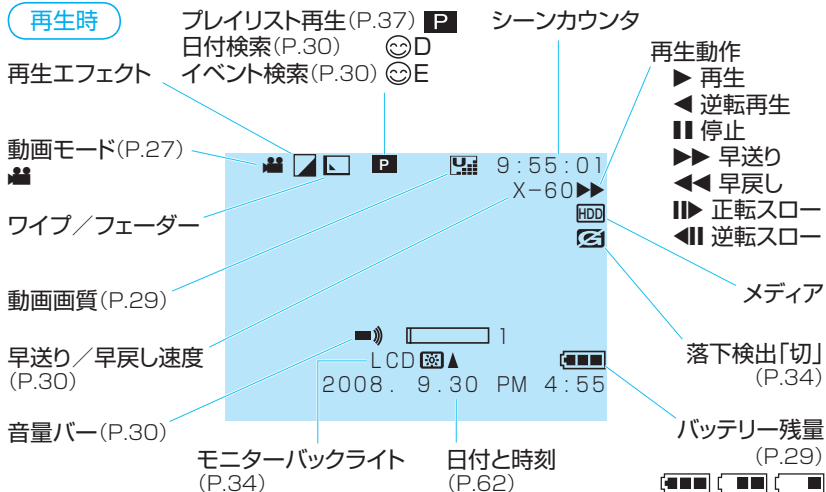 再生時
プレイリスト再生(P.37) P
日付検索(P.30) D
イベント検索(P.30) E
シーンカウンタ
再生動作
▶ 再生
◀ 逆転再生
❚❚ 停止
▶▶ 早送り
◀◀ 早戻し
❚❚▶ 正転スロー
◀❚❚ 逆転スロー
再生エフェクト
動画モード(P.27)
ワイプ／フェーダー
動画画質(P.29)
早送り／早戻し速度
(P.30)
音量バー(P.30)
P
9:55:01
X-60▶▶
HDD
1
LCD
2008. 9.30 PM 4:55
メディア
落下検出「切」
(P.34)
バッテリー残量
(P.29)
モニターバックライト
(P.34)
日付と時刻
(P.62)